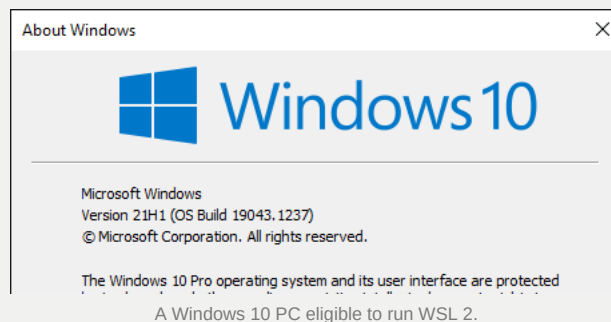 About Windows
Windows 10
Microsoft Windows
Version 21H1 (OS Build 19043.1237)
© Microsoft Corporation. All rights reserved.
The Windows 10 Pro operating system and its user interface are protected
A Windows 10 PC eligible to run WSL 2.